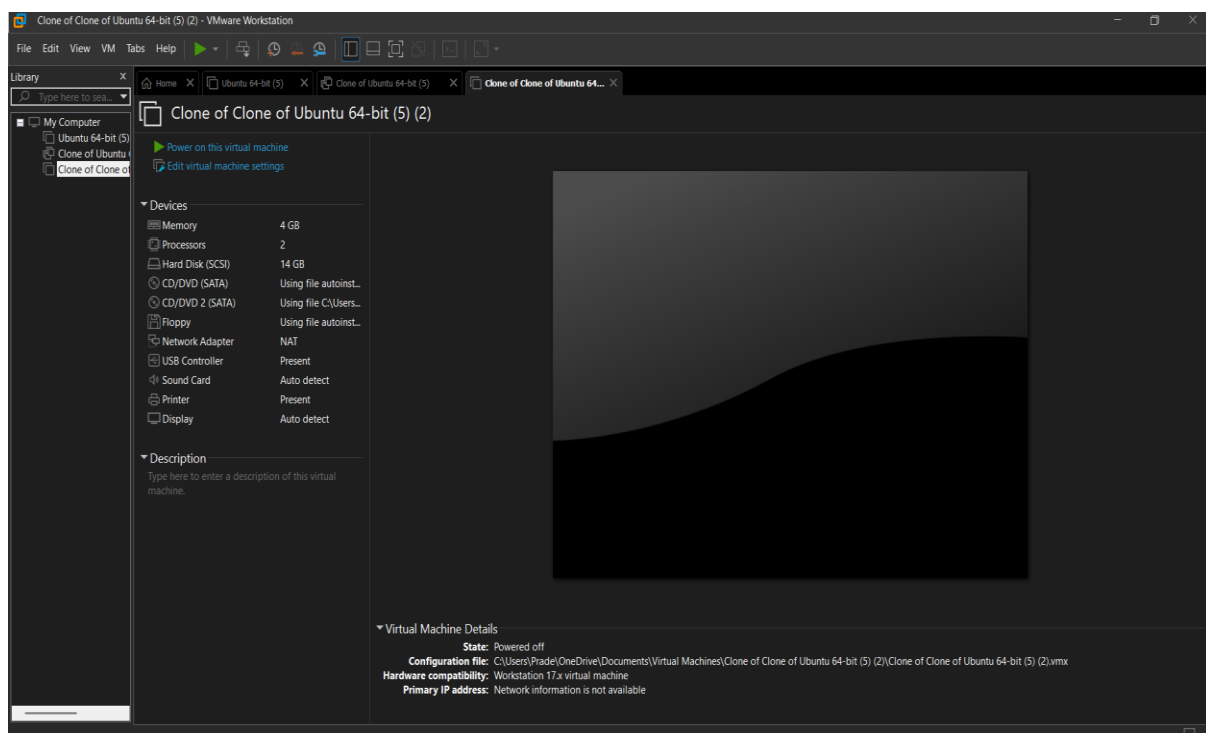 Clone of Clone of Ubuntu 64-bit (5) (2) - VMware Workstation
File Edit View VM Tabs Help
Library X
Type here to sea...
Home X Ubuntu 64-bit (5) X Clone of Ubuntu 64-bit (5) X Clone of Clone of Ubuntu 64... X
My Computer
Ubuntu 64-bit (5)
Clone of Ubuntu
Clone of Clone of
Clone of Clone of Ubuntu 64-bit (5) (2)
Power on this virtual machine
Edit virtual machine settings
Devices
Memory 4 GB
Processors 2
Hard Disk (SCSI) 14 GB
CD/DVD (SATA) Using file autoinst...
CD/DVD 2 (SATA) Using file C:\Users...
Floppy Using file autoinst...
Network Adapter NAT
USB Controller Present
Sound Card Auto detect
Printer Present
Display Auto detect
Description
Type here to enter a description of this virtual
machine.
Virtual Machine Details
State: Powered off
Configuration file: C:\Users\Prade\OneDrive\Documents\Virtual Machines\Clone of Clone of Ubuntu 64-bit (5) (2)\Clone of Clone of Ubuntu 64-bit (5) (2).vmx
Hardware compatibility: Workstation 17.x virtual machine
Primary IP address: Network information is not available